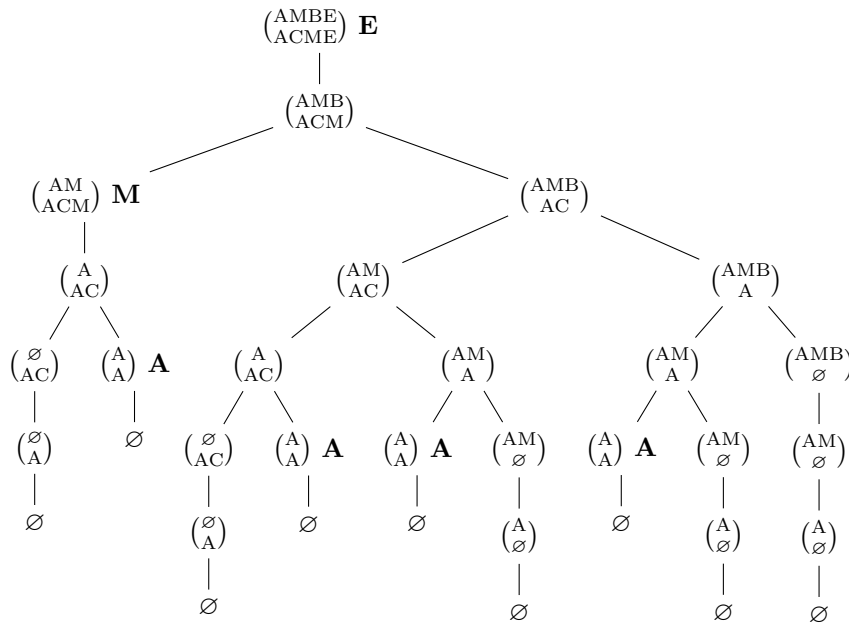 (AMBE ACME) E
(AMB ACM)
(AM ACM) M (AMB AC)
(A AC) (AM AC) (AMB A)
(∅ AC) (A A) A (A AC) (AM A) (AM A) (AMB ∅)
(∅ A) ∅ (∅ AC) (A A) A (A A) A (AM ∅) (A A) A (AM ∅) (AM ∅)
∅ (∅ A) ∅ ∅ (A ∅) ∅ (A ∅) (A ∅)
∅ ∅ ∅ ∅